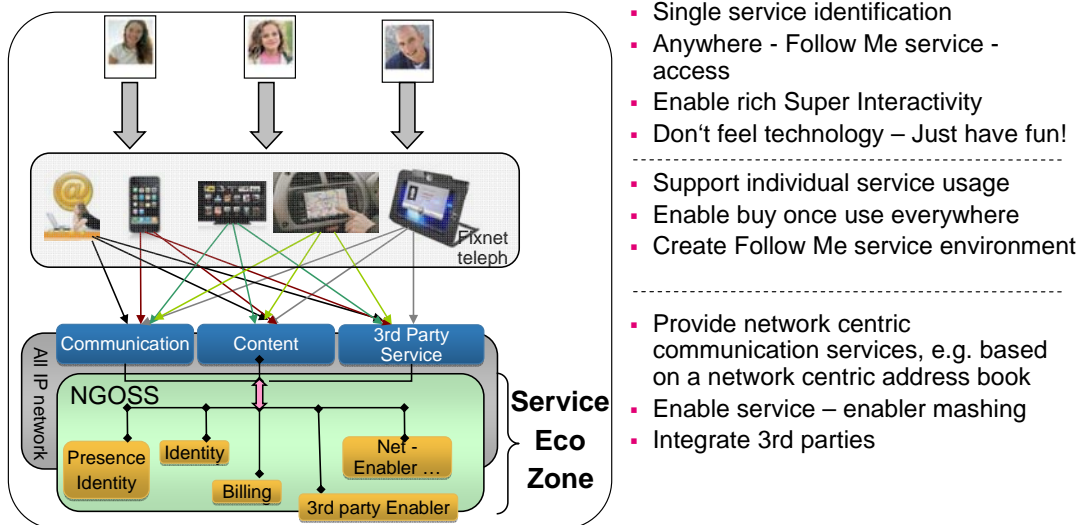 Fixnet
teleph
Communication
Content
3rd Party
Service
All IP network
NGOSS
Presence
Identity
Identity
Billing
3rd party Enabler
Net -
Enabler ...
Service
Eco
Zone
Single service identification
Anywhere - Follow Me service -
access
Enable rich Super Interactivity
Don't feel technology – Just have fun!
Support individual service usage
Enable buy once use everywhere
Create Follow Me service environment
Provide network centric
communication services, e.g. based
on a network centric address book
Enable service – enabler mashing
Integrate 3rd parties